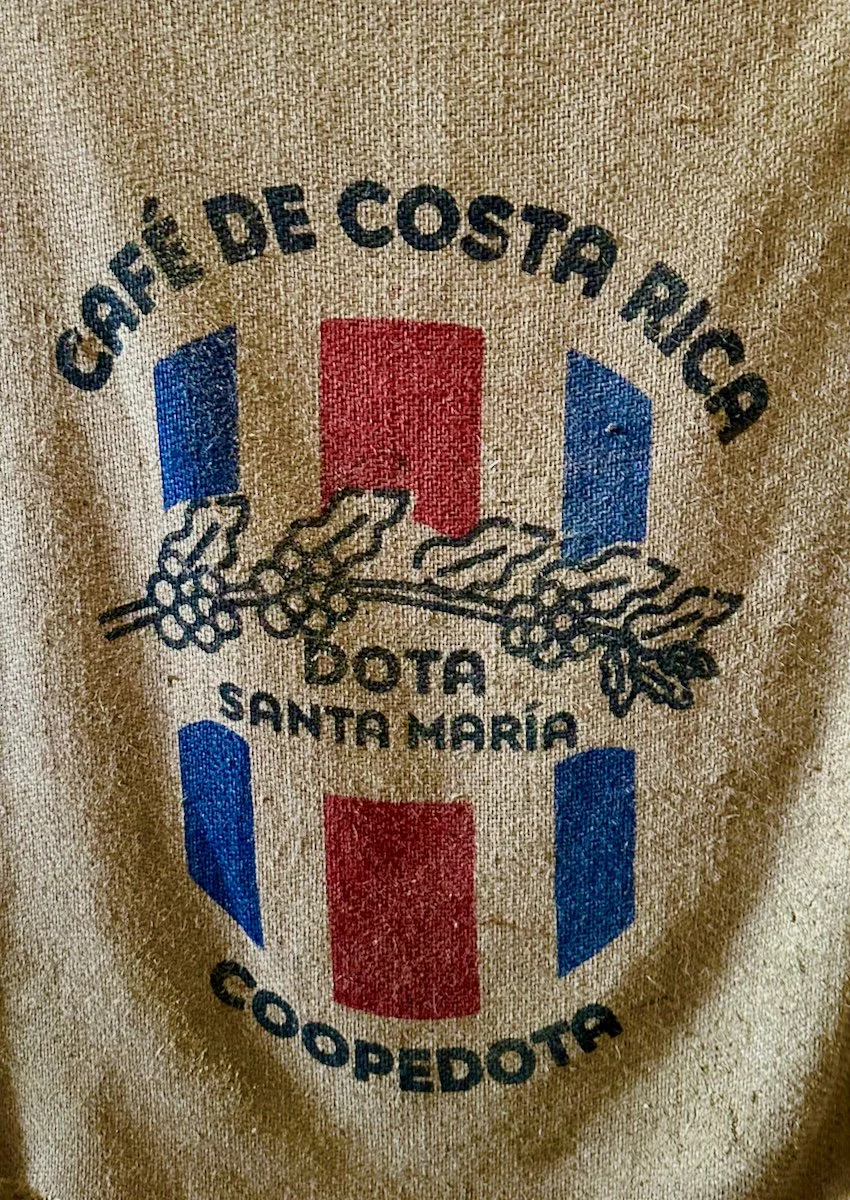 CAFÉ DE COSTA RICA
DOTA
SANTA MARÍA
COOPEDOTA